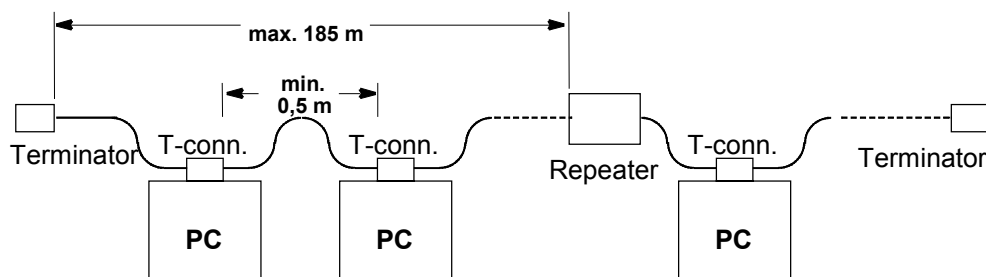 max. 185 m
min.
0,5 m
Terminator
T-conn.
T-conn.
Repeater
T-conn.
Terminator
PC
PC
PC